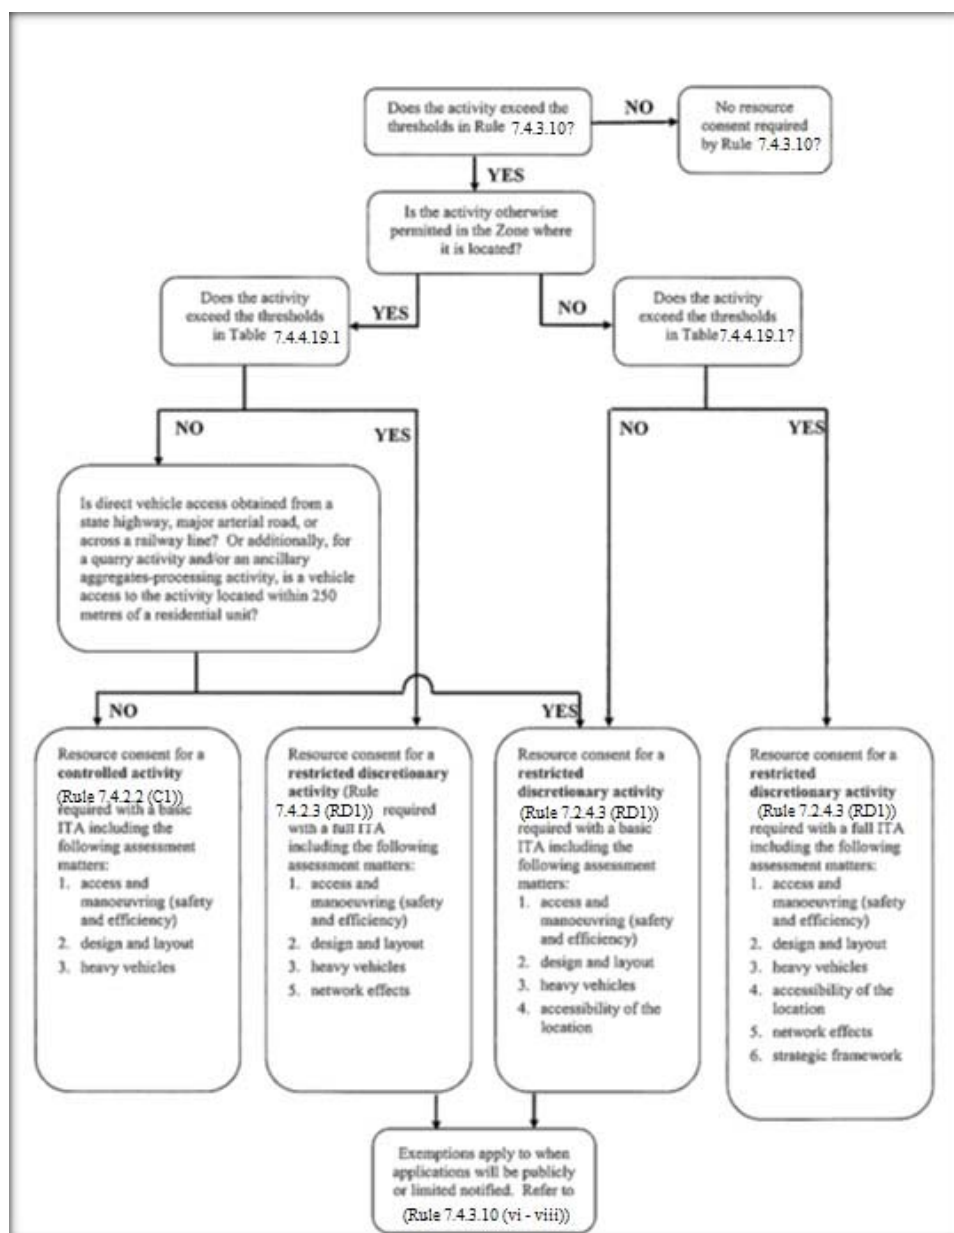 Does the activity exceed the
thresholds in Rule 7.4.3.10?
NO
No resource
consent required
by Rule 7.4.3.10?
YES
Is the activity otherwise
permitted in the Zone where
it is located?
Does the activity
exceed the thresholds
in Table 7.4.4.19.1
YES
NO
Does the activity
exceed the thresholds
in Table7.4.4.19.1?
NO
YES
NO
YES
Is direct vehicle access obtained from a
state highway, major arterial road, or
across a railway line? Or additionally, for
a quarry activity and/or an ancillary
aggregates-processing activity, is a vehicle
access to the activity located within 250
metres of a residential unit?
NO
YES
Resource consent for a
controlled activity
(Rule 7.4.2.2 (C1))
required with a basic
ITA including the
following assessment
matters:
1. access and
manoeuvring (safety
and efficiency)
2. design and layout
3. heavy vehicles
Resource consent for a
restricted discretionary
activity (Rule
7.4.2.3 (RD1)) required
with a full ITA
including the following
assessment matters:
1. access and
manoeuvring (safety
and efficiency)
2. design and layout
3. heavy vehicles
5. network effects
Resource consent for a
restricted
discretionary activity
(Rule 7.2.4.3 (RD1))
required with a basic
ITA including the
following assessment
matters:
1. access and
manoeuvring (safety
and efficiency)
2. design and layout
3. heavy vehicles
4. accessibility of the
location
Resource consent for a
restricted
discretionary activity
(Rule 7.2.4.3 (RD1))
required with a full ITA
including the following
assessment matters:
1. access and
manoeuvring (safety
and efficiency)
2. design and layout
3. heavy vehicles
4. accessibility of the
location
5. network effects
6. strategic framework
Exemptions apply to when
applications will be publicly
or limited notified. Refer to
(Rule 7.4.3.10 (vi - viii))